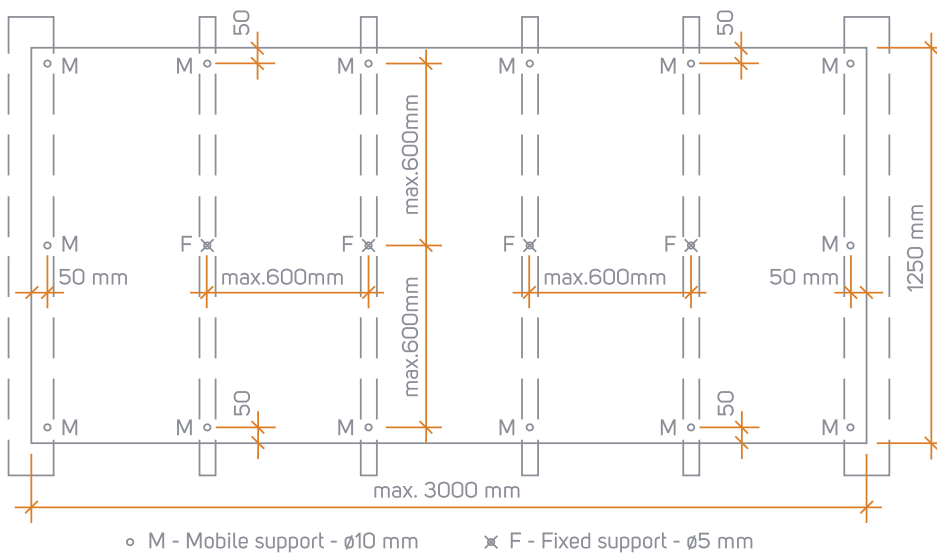 50 50
M M M M M M
max.600mm
M F F F F M
50 mm max.600mm max.600mm 50 mm
1250 mm
max.600mm
50 50
M M M M M M
max. 3000 mm
M - Mobile support - ø10 mm F - Fixed support - ø5 mm